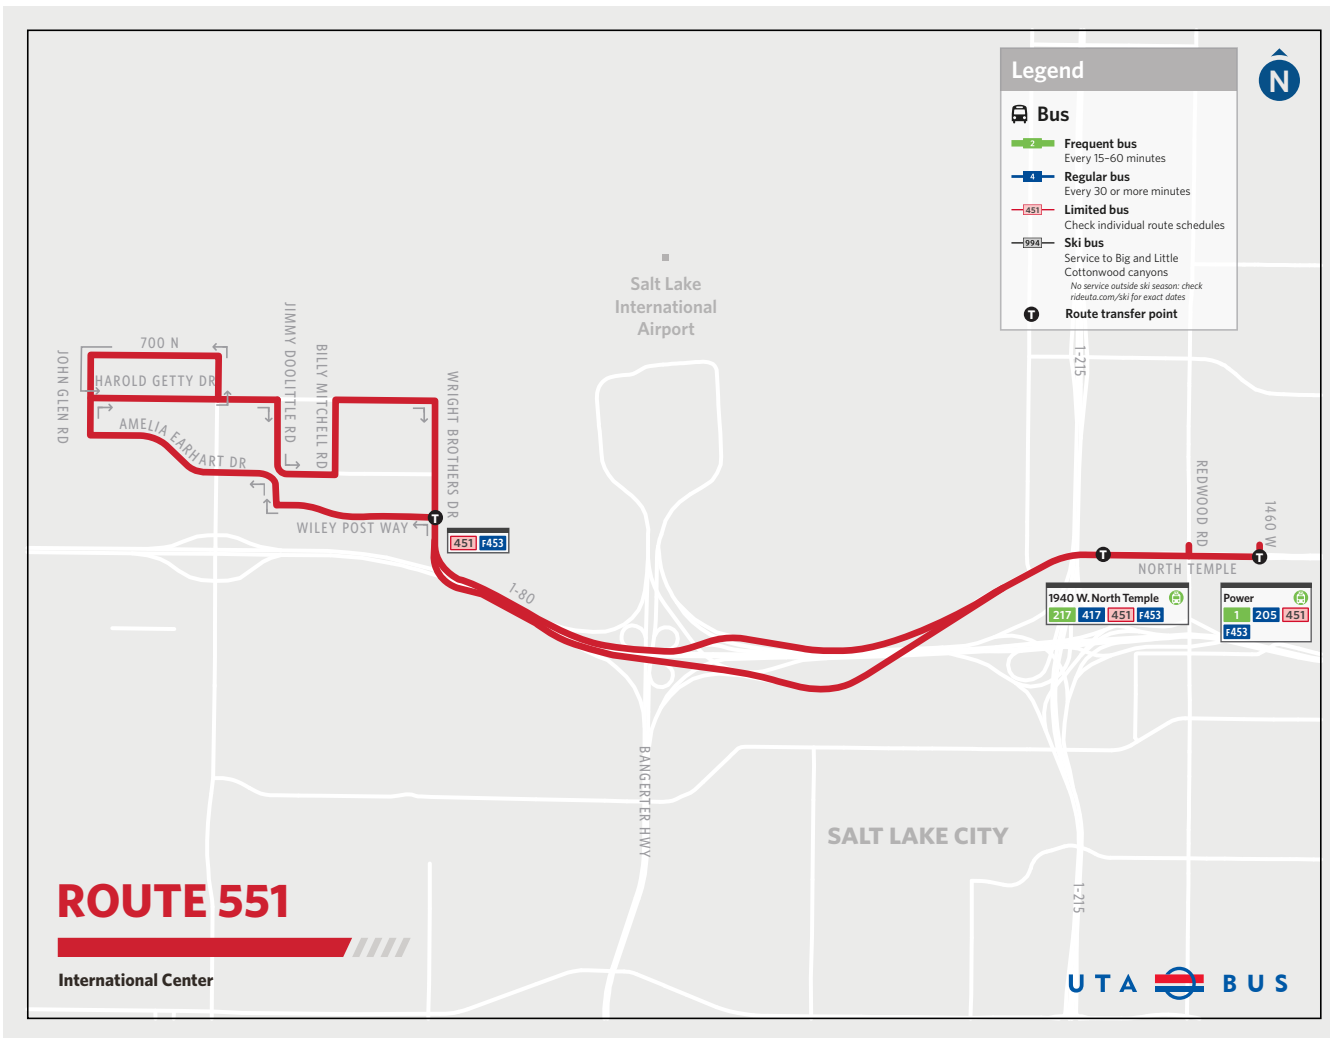 Legend
N
Bus
2
Frequent bus
Every 15–60 minutes
4
Regular bus
Every 30 or more minutes
451
Limited bus
Check individual route schedules
994
Ski bus
Service to Big and Little
Cottonwood canyons
No service outside ski season: check
rideuta.com/ski for exact dates
T
Route transfer point
Salt Lake
International
Airport
700 N
HAROLD GETTY DR
JOHN GLEN RD
AMELIA EARHART DR
JIMMY DOOLITTLE RD
BILLY MITCHELL RD
WRIGHT BROTHERS DR
WILEY POST WAY
T
451 F453
1-80
1-215
REDWOOD RD
1460 W
T
T
NORTH TEMPLE
1940 W. North Temple
217 417 451 F453
Power
1 205 451
F453
BANGERTER HWY
SALT LAKE CITY
1-215
ROUTE 551
International Center
UTA BUS